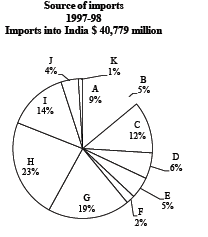 Source of imports
1997-98
Imports into India $ 40,779 million
J
4%
K
1%
A
9%
B
5%
I
14%
C
12%
D
6%
H
23%
E
5%
G
19%
F
2%